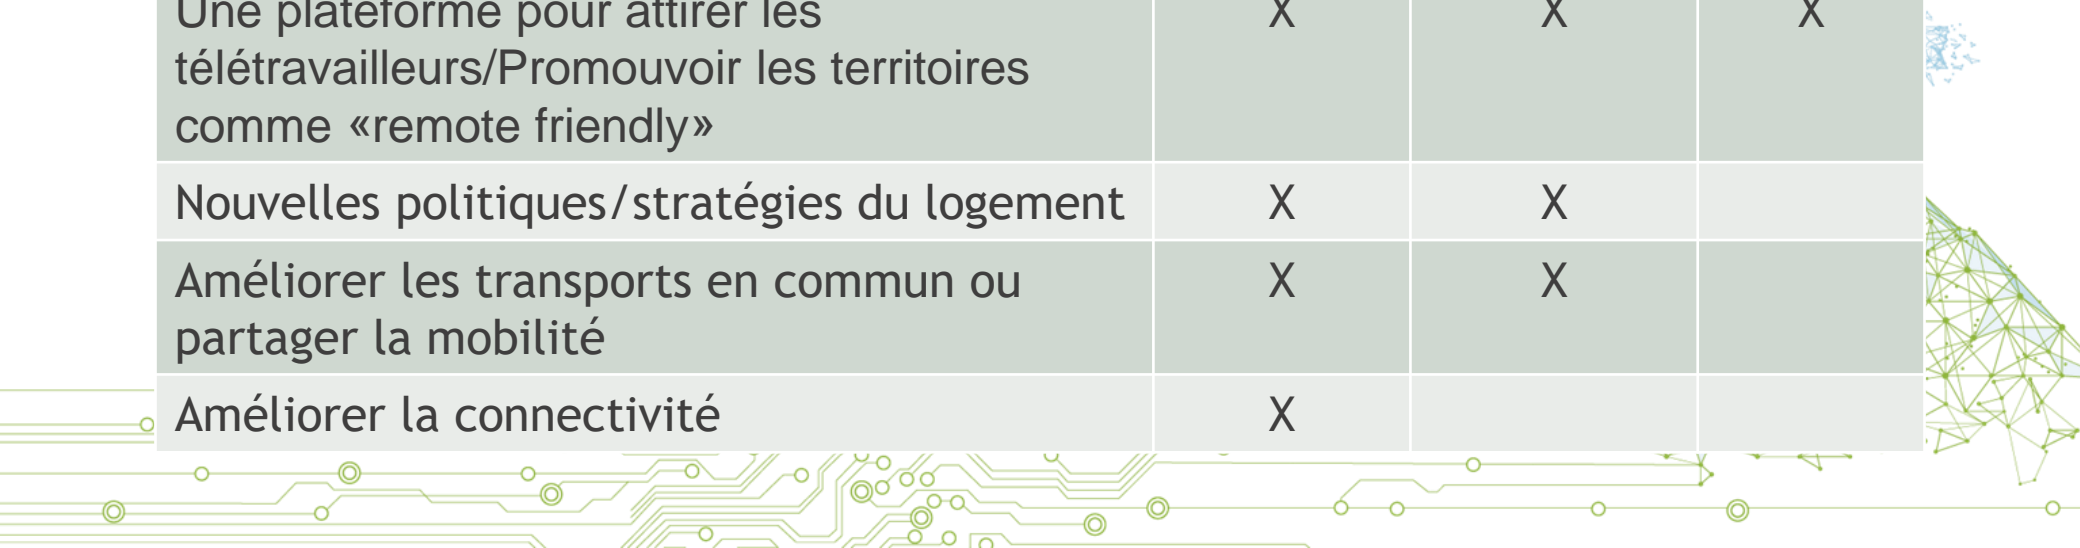 Une plateforme pour attirer les X X X
télétravailleurs/Promouvoir les territoires
comme «remote friendly»
Nouvelles politiques/stratégies du logement X X
Améliorer les transports en commun ou X X
partager la mobilité
Améliorer la connectivité X